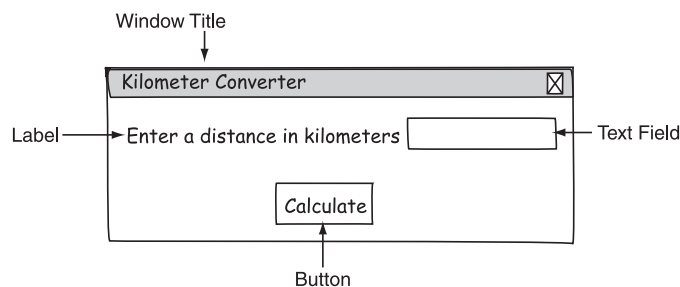 Window Title
Kilometer Converter
Label
Enter a distance in kilometers
Text Field
Calculate
Button